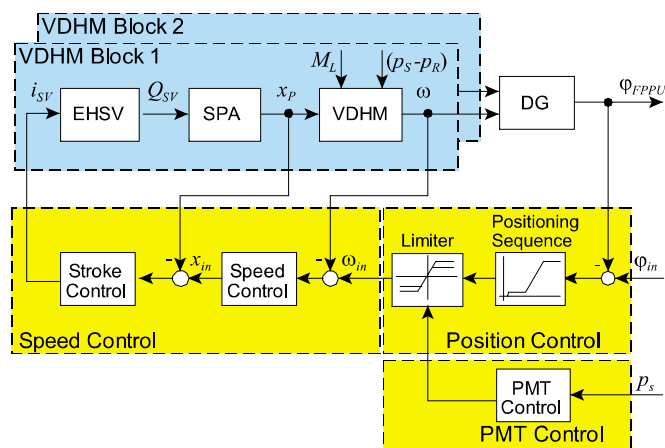 VDHM Block 2
VDHM Block 1
M_L
(p_S-p_R)
i_SV
Q_SV
x_P
ω
φ_FPPU
EHSV
SPA
VDHM
DG
Positioning
Sequence
Limiter
-
x_in
-
ω_in
-
φ_in
Stroke
Control
Speed
Control
Speed Control
Position Control
PMT
Control
p_s
PMT Control